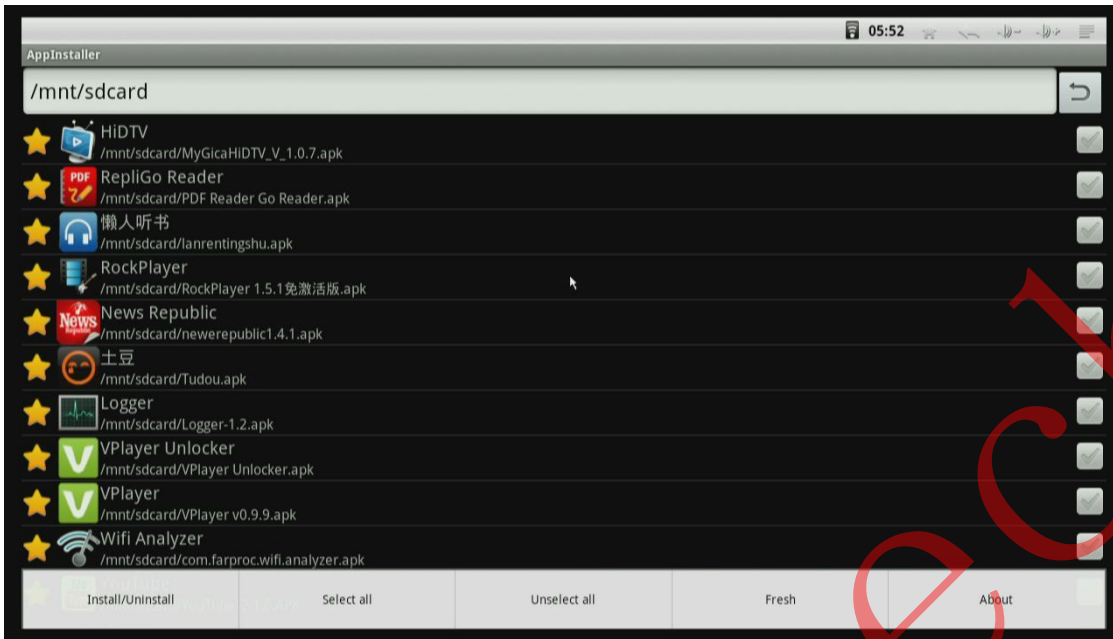 05:52
AppInstaller
/mnt/sdcard
HiDTV
/mnt/sdcard/MyGicaHiDTV_V_1.0.7.apk
PDF
RepliGo Reader
/mnt/sdcard/PDF Reader Go Reader.apk
懒人听书
/mnt/sdcard/lanrentingshu.apk
RockPlayer
/mnt/sdcard/RockPlayer 1.5.1免激活版.apk
News Republic
News Republic
/mnt/sdcard/newerepublic1.4.1.apk
土豆
/mnt/sdcard/Tudou.apk
Logger
/mnt/sdcard/Logger-1.2.apk
VPlayer Unlocker
/mnt/sdcard/VPlayer Unlocker.apk
VPlayer
/mnt/sdcard/VPlayer v0.9.9.apk
Wifi Analyzer
/mnt/sdcard/com.farproc.wifi.analyzer.apk
YouTube
Install/Uninstall Select all Unselect all Fresh About